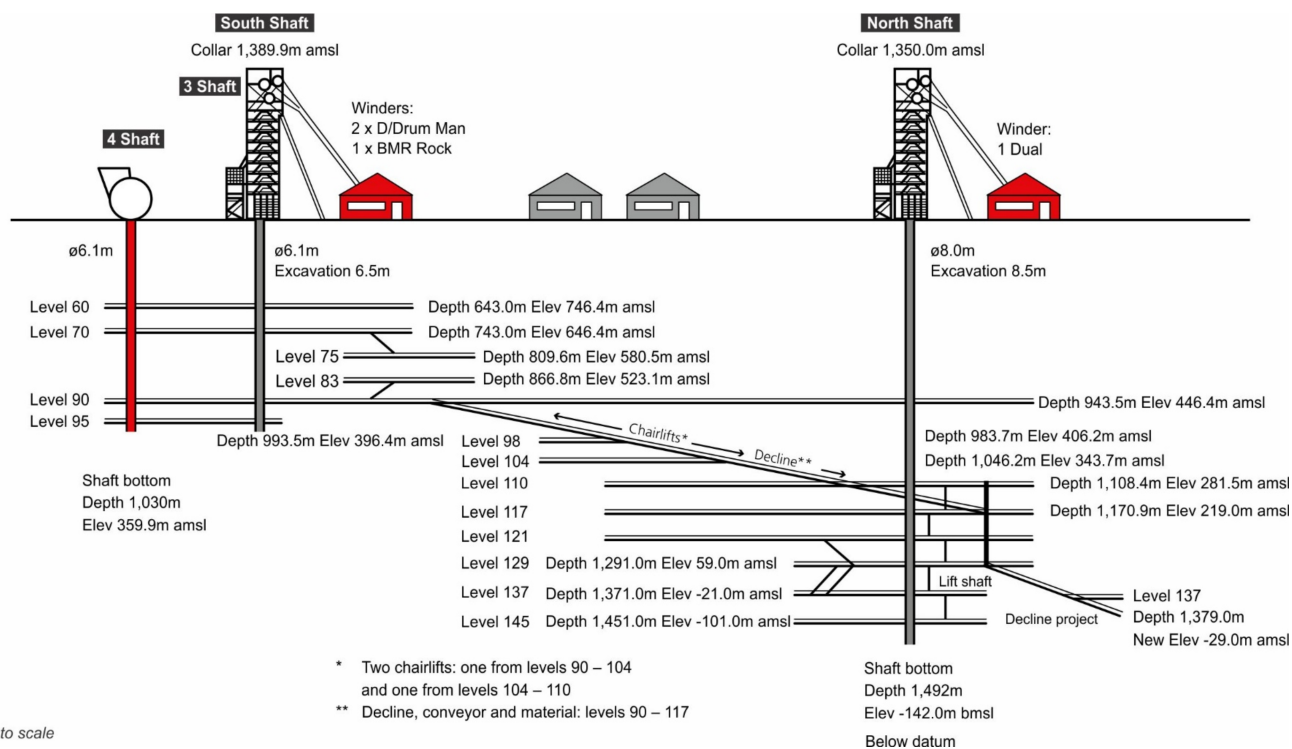 South Shaft
Collar 1,389.9m amsl
3 Shaft
4 Shaft
Winders:
2 x D/Drum Man
1 x BMR Rock
North Shaft
Collar 1,350.0m amsl
Winder:
1 Dual
ø6.1m
ø6.1m
Excavation 6.5m
ø8.0m
Excavation 8.5m
Level 60
Depth 643.0m Elev 746.4m amsl
Level 70
Depth 743.0m Elev 646.4m amsl
Level 75
Depth 809.6m Elev 580.5m amsl
Level 83
Depth 866.8m Elev 523.1m amsl
Level 90
Depth 943.5m Elev 446.4m amsl
Level 95
Depth 993.5m Elev 396.4m amsl
Chairlifts*
Decline**
Level 98
Depth 983.7m Elev 406.2m amsl
Level 104
Depth 1,046.2m Elev 343.7m amsl
Level 110
Depth 1,108.4m Elev 281.5m amsl
Level 117
Depth 1,170.9m Elev 219.0m amsl
Level 121
Level 129
Depth 1,291.0m Elev 59.0m amsl
Lift shaft
Level 137
Depth 1,371.0m Elev -21.0m amsl
Level 145
Depth 1,451.0m Elev -101.0m amsl
Decline project
Level 137
Depth 1,379.0m
New Elev -29.0m amsl
Shaft bottom
Depth 1,030m
Elev 359.9m amsl
* Two chairlifts: one from levels 90 – 104
and one from levels 104 – 110
** Decline, conveyor and material: levels 90 – 117
Shaft bottom
Depth 1,492m
Elev -142.0m bmsl
Below datum
to scale